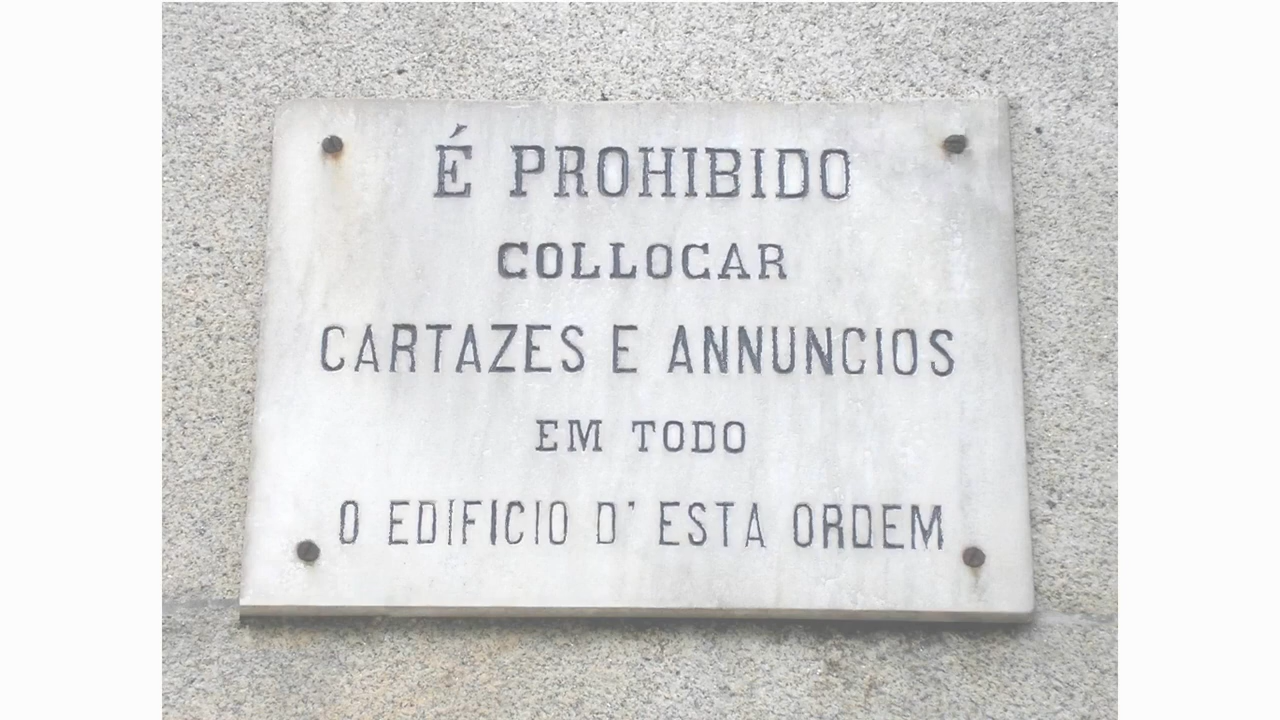 É PROHIBIDO
COLLOCAR
CARTAZES E ANNUNCIOS
EM TODO
O EDIFICIO D' ESTA ORDEM